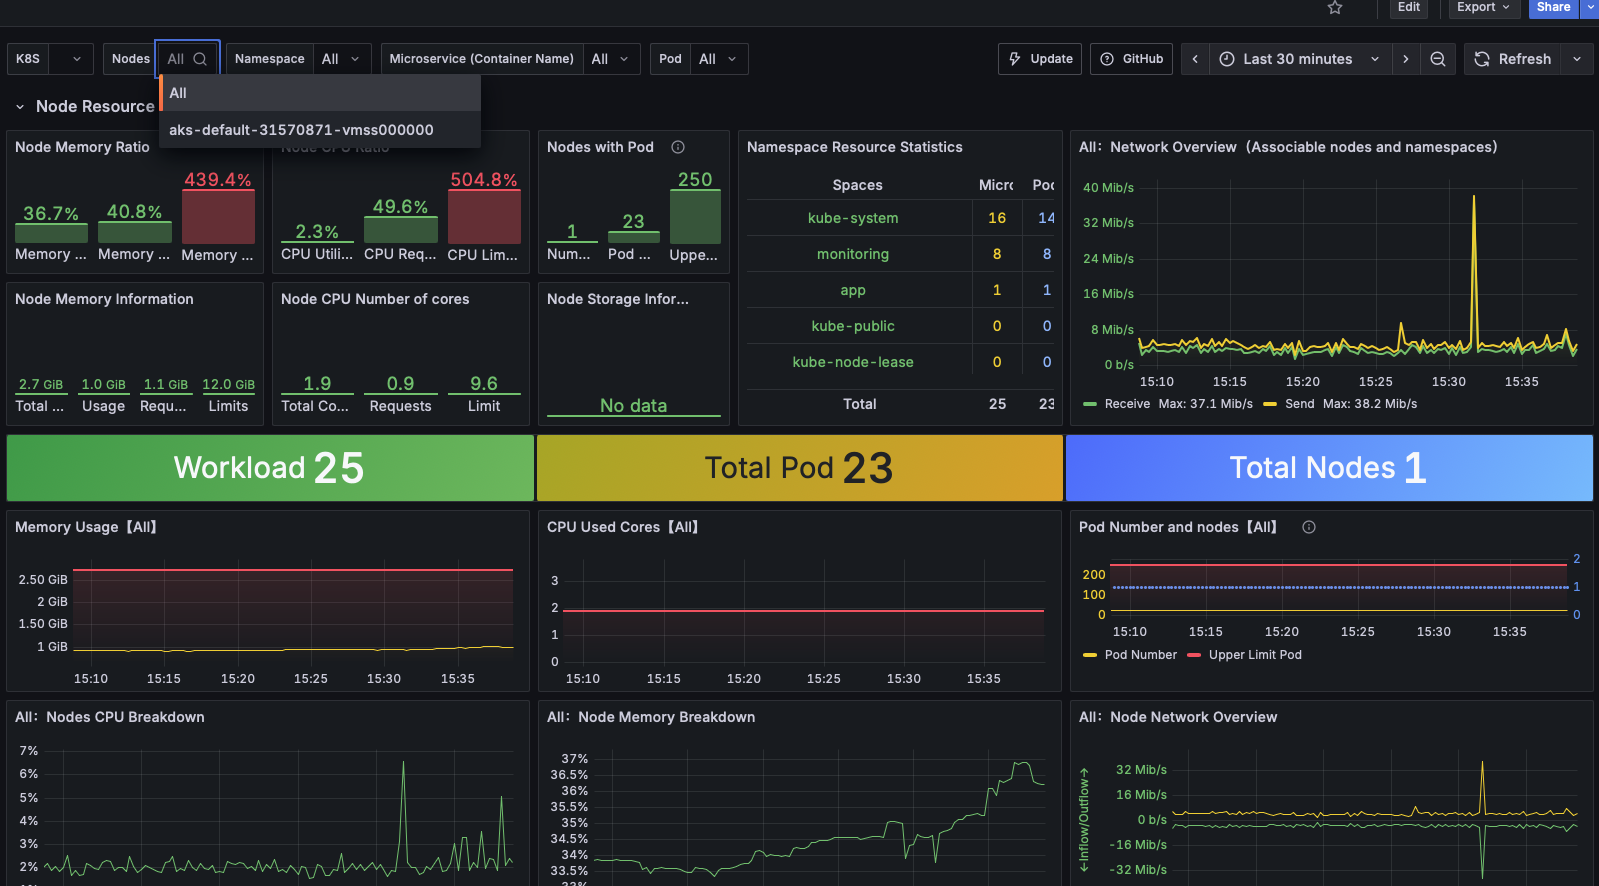 Edit
Export
Share
K8S
Nodes
All
Namespace
All
Microservice (Container Name)
All
Pod
All
Update
GitHub
Last 30 minutes
Refresh
All
aks-default-31570871-vmss000000
Node Resource
Node Memory Ratio
36.7%
40.8%
439.4%
Memory ...
Memory ...
Memory ...
Node CPU Ratio
2.3%
49.6%
504.8%
CPU Utili...
CPU Req...
CPU Lim...
Nodes with Pod
1
23
250
Num...
Pod ...
Uppe...
Namespace Resource Statistics
Spaces Micro Pod
kube-system 16 14
monitoring 8 8
app 1 1
kube-public 0 0
kube-node-lease 0 0
Total 25 23
All：Network Overview（Associable nodes and namespaces）
40 Mib/s
32 Mib/s
24 Mib/s
16 Mib/s
8 Mib/s
0 b/s
15:10 15:15 15:20 15:25 15:30 15:35
Receive Max: 37.1 Mib/s Send Max: 38.2 Mib/s
Node Memory Information
2.7 GiB 1.0 GiB 1.1 GiB 12.0 GiB
Total ... Usage Requ... Limits
Node CPU Number of cores
1.9 0.9 9.6
Total Co... Requests Limit
Node Storage Infor...
No data
Workload 25
Total Pod 23
Total Nodes 1
Memory Usage【All】
2.50 GiB
2 GiB
1.50 GiB
1 GiB
15:10 15:15 15:20 15:25 15:30 15:35
CPU Used Cores【All】
3
2
1
0
15:10 15:15 15:20 15:25 15:30 15:35
Pod Number and nodes【All】
200
100
0
2
1
0
15:10 15:15 15:20 15:25 15:30 15:35
Pod Number Upper Limit Pod
All：Nodes CPU Breakdown
7%
6%
5%
4%
3%
2%
All：Node Memory Breakdown
37%
36.5%
36%
35.5%
35%
34.5%
34%
33.5%
33%
All：Node Network Overview
←Inflow/Outflow→
32 Mib/s
16 Mib/s
0 b/s
-16 Mib/s
-32 Mib/s